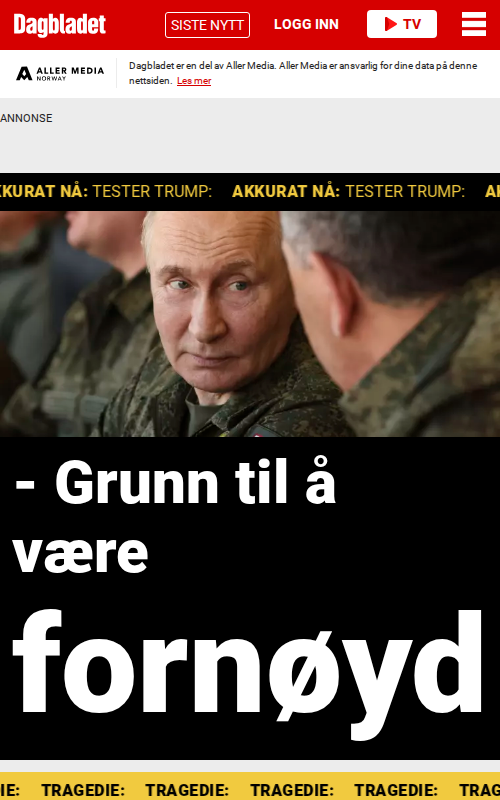 Dagbladet
SISTE NYTT
LOGG INN
TV
ALLER MEDIA
NORWAY
Dagbladet er en del av Aller Media. Aller Media er ansvarlig for dine data på denne
nettsiden. Les mer
ANNONSE
KURAT NÅ: TESTER TRUMP: AKKURAT NÅ: TESTER TRUMP:
- Grunn til å
være
fornøyd
IE: TRAGEDIE: TRAGEDIE: TRAGEDIE: TRAGEDIE: TRAG